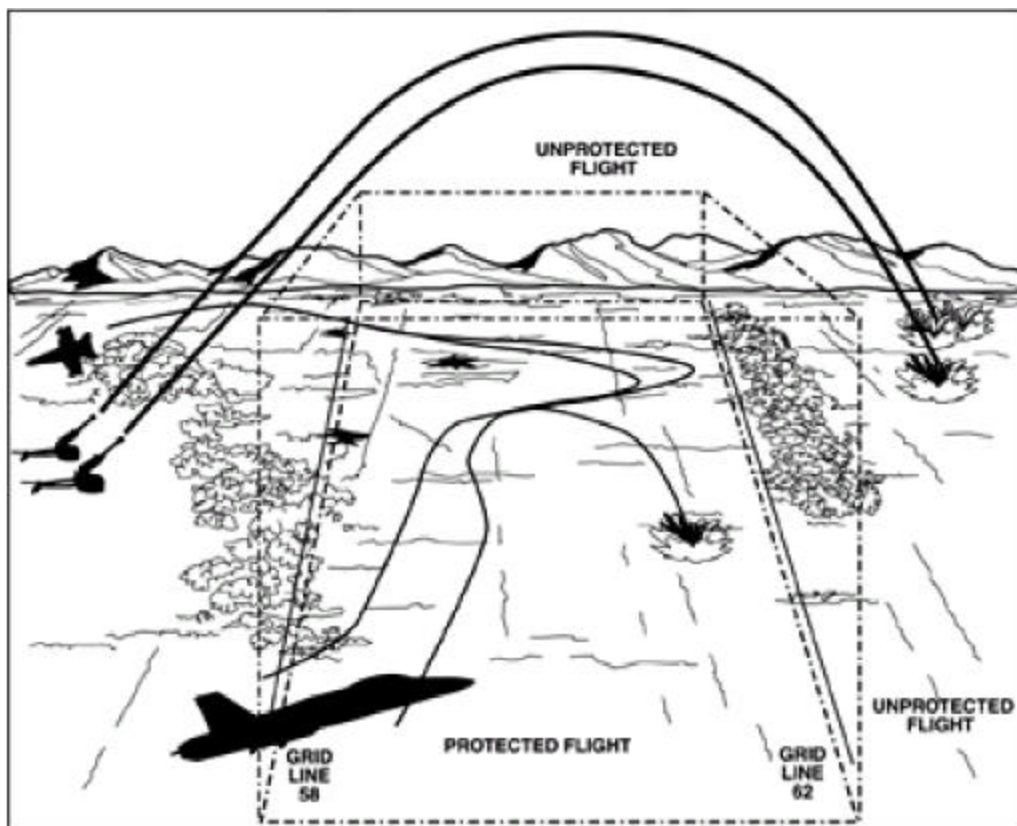 UNPROTECTED
FLIGHT
UNPROTECTED
FLIGHT
PROTECTED FLIGHT
GRID
LINE
58
GRID
LINE
62